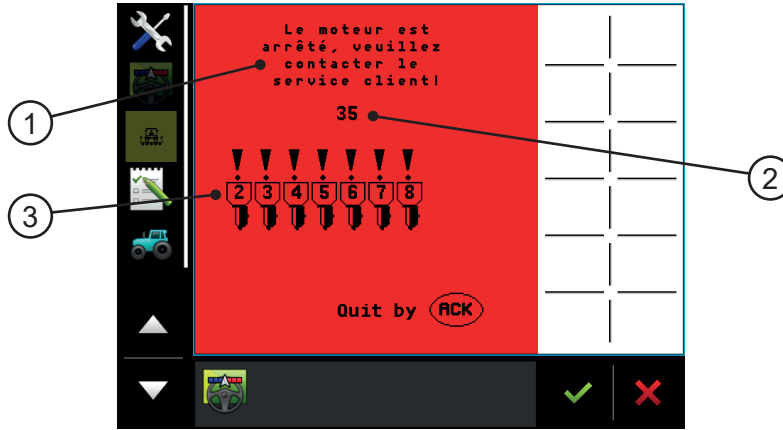 Le moteur est
arrêté, veuillez
contacter le
service client!
35
2 3 4 5 6 7 8
Quit by ACK
1
2
3